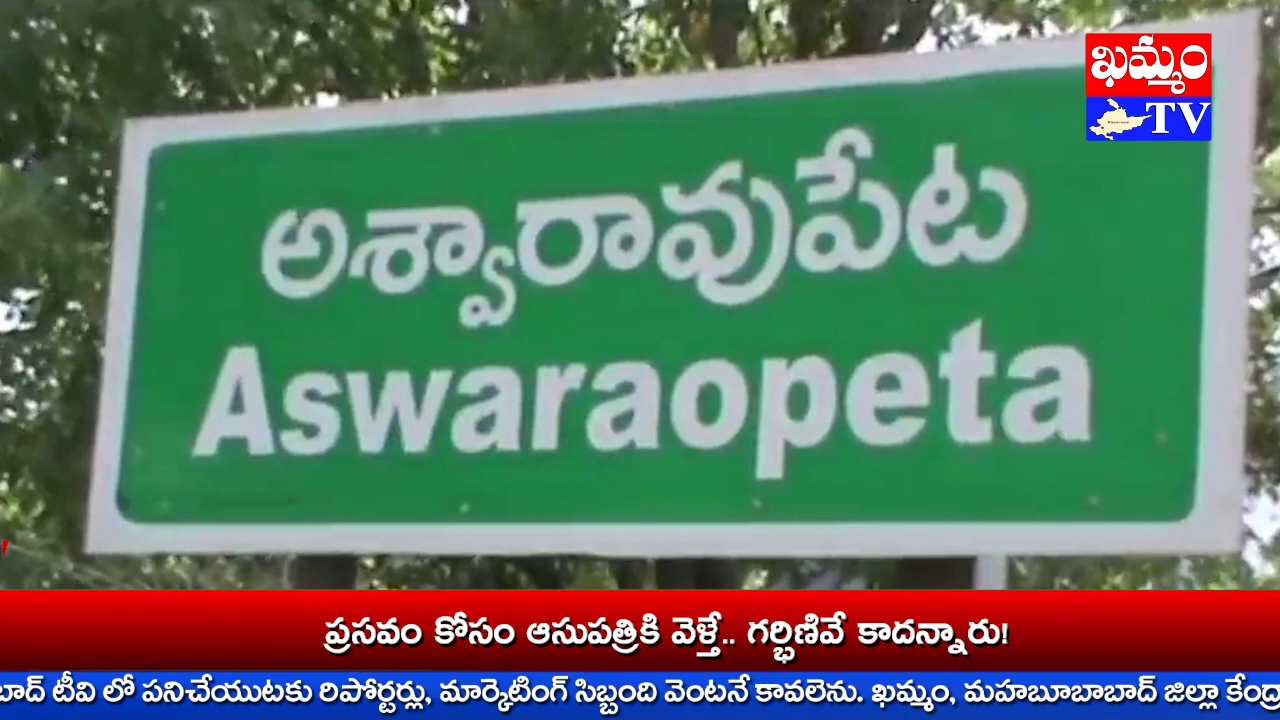 ఖమ్మం
TV
అశ్వారావుపేట
Aswaraopeta
ప్రసవం కోసం ఆసుపత్రికి వెళ్తే.. గర్భిణివే కాదన్నారు!
బాద్ టీవి లో పనిచేయుటకు రిపోర్టర్లు, మార్కెటింగ్ సిబ్బంది వెంటనే కావలెను. ఖమ్మం, మహబూబాబాద్ జిల్లా కేంద్ర